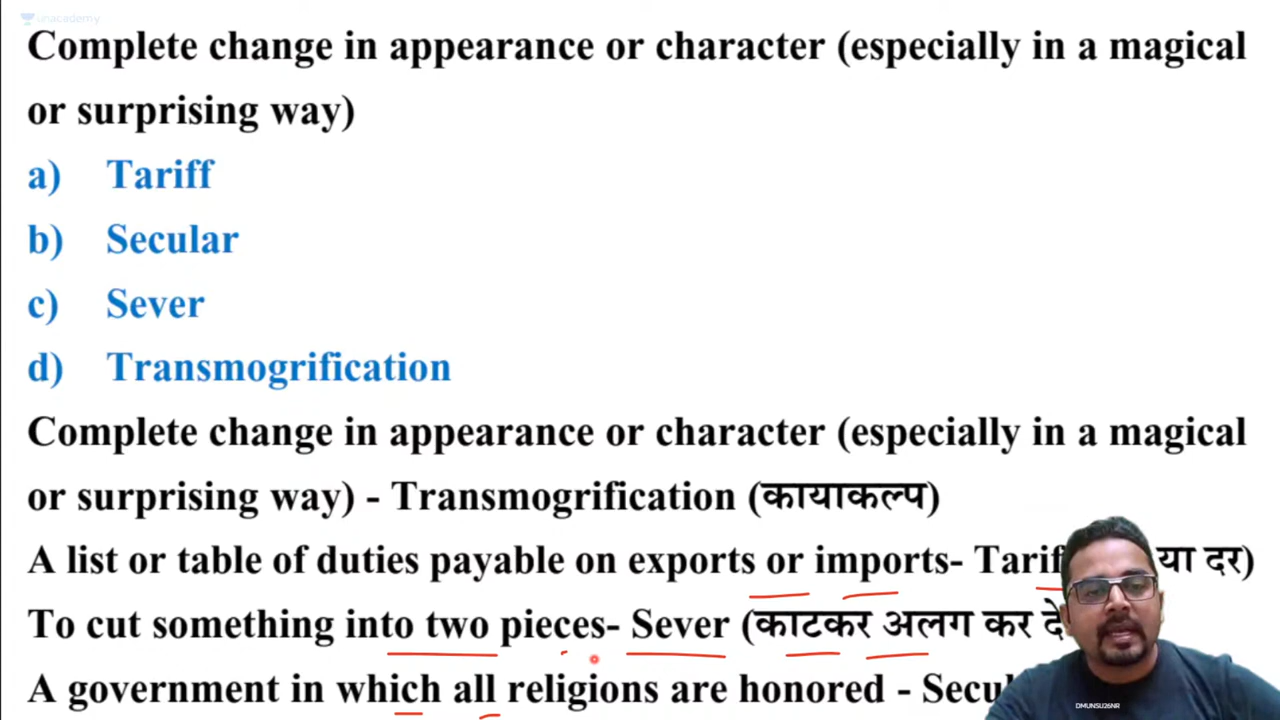 unacademy
Complete change in appearance or character (especially in a magical
or surprising way)
a) Tariff
b) Secular
c) Sever
d) Transmogrification
Complete change in appearance or character (especially in a magical
or surprising way) - Transmogrification (कायाकल्प)
A list or table of duties payable on exports or imports- Tarif या दर)
To cut something into two pieces- Sever (काटकर अलग कर दे
A government in which all religions are honored - Secu
DMUNSU26NR